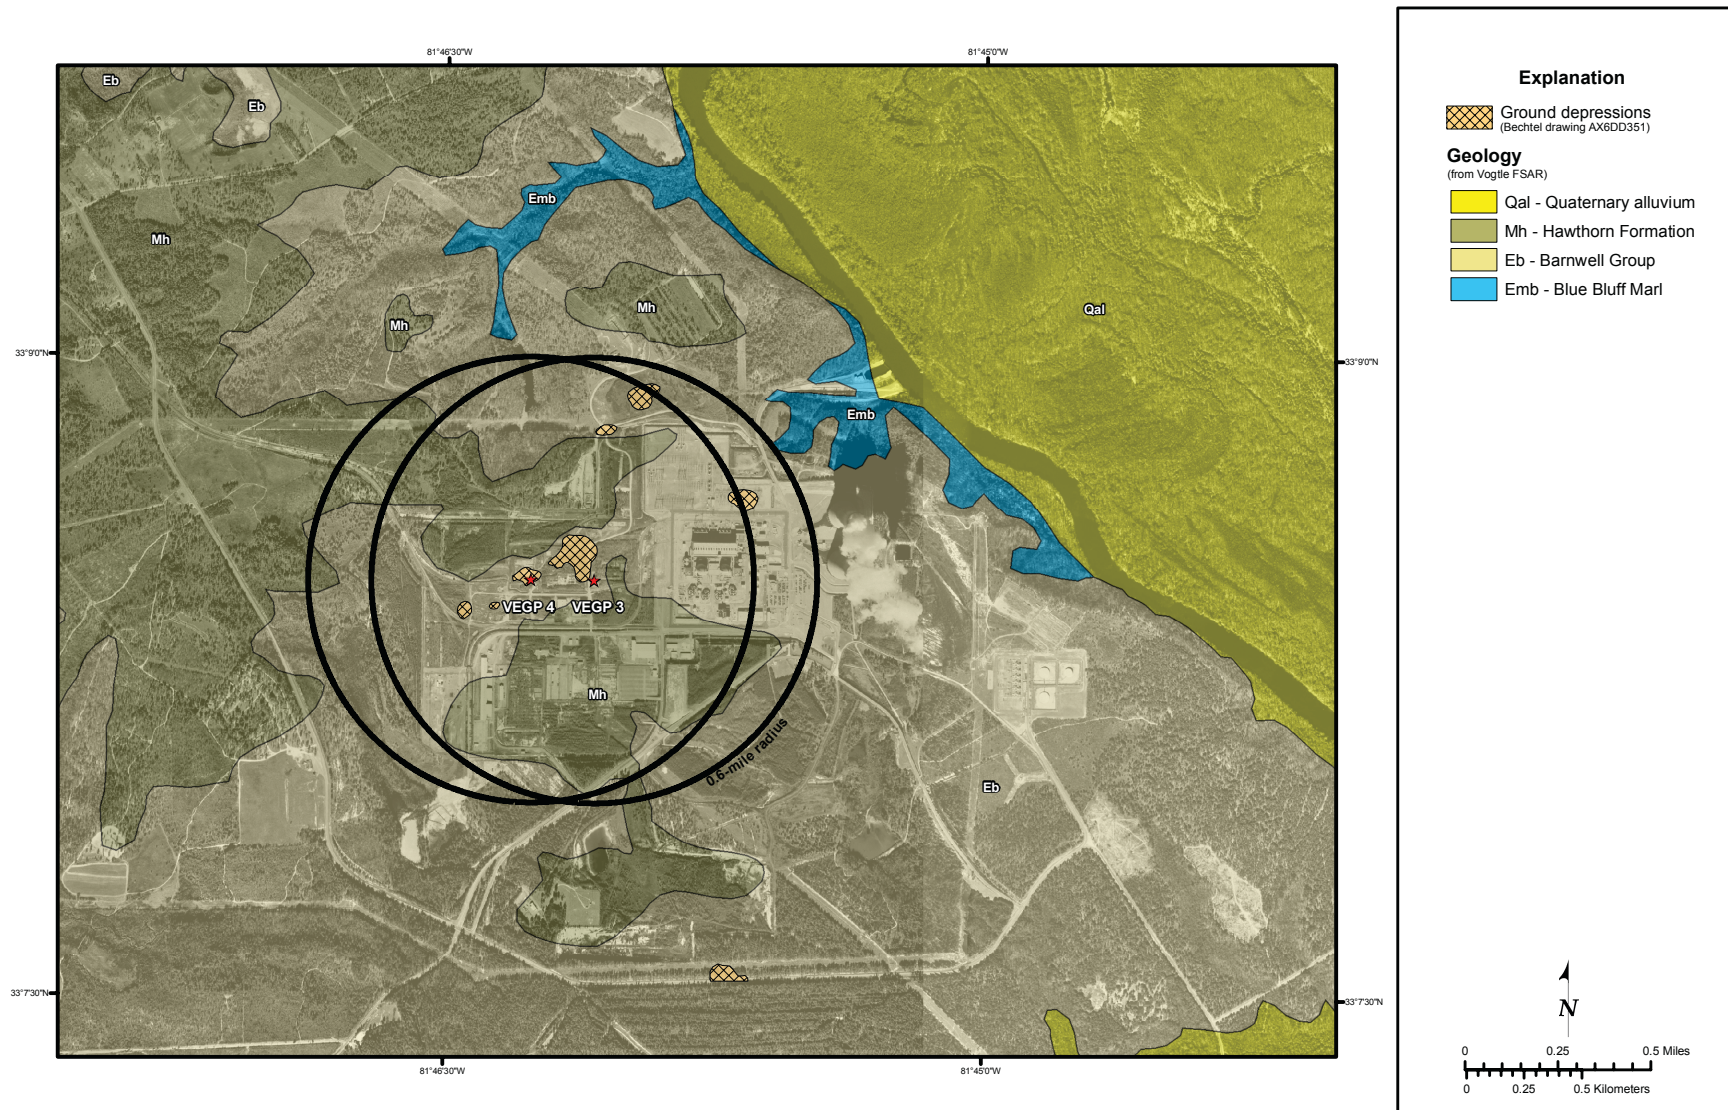 81°46'30"W
81°45'0"W
Eb
Eb
Emb
Mh
Mh
Mh
Qal
33°9'0"N
33°9'0"N
Emb
VEGP 4
VEGP 3
Mh
0.6-mile radius
Eb
33°7'30"N
33°7'30"N
81°46'30"W
81°45'0"W
Explanation
Ground depressions
(Bechtel drawing AX6DD351)
Geology
(from Vogtle FSAR)
Qal - Quaternary alluvium
Mh - Hawthorn Formation
Eb - Barnwell Group
Emb - Blue Bluff Marl
N
0 0.25 0.5 Miles
0 0.25 0.5 Kilometers